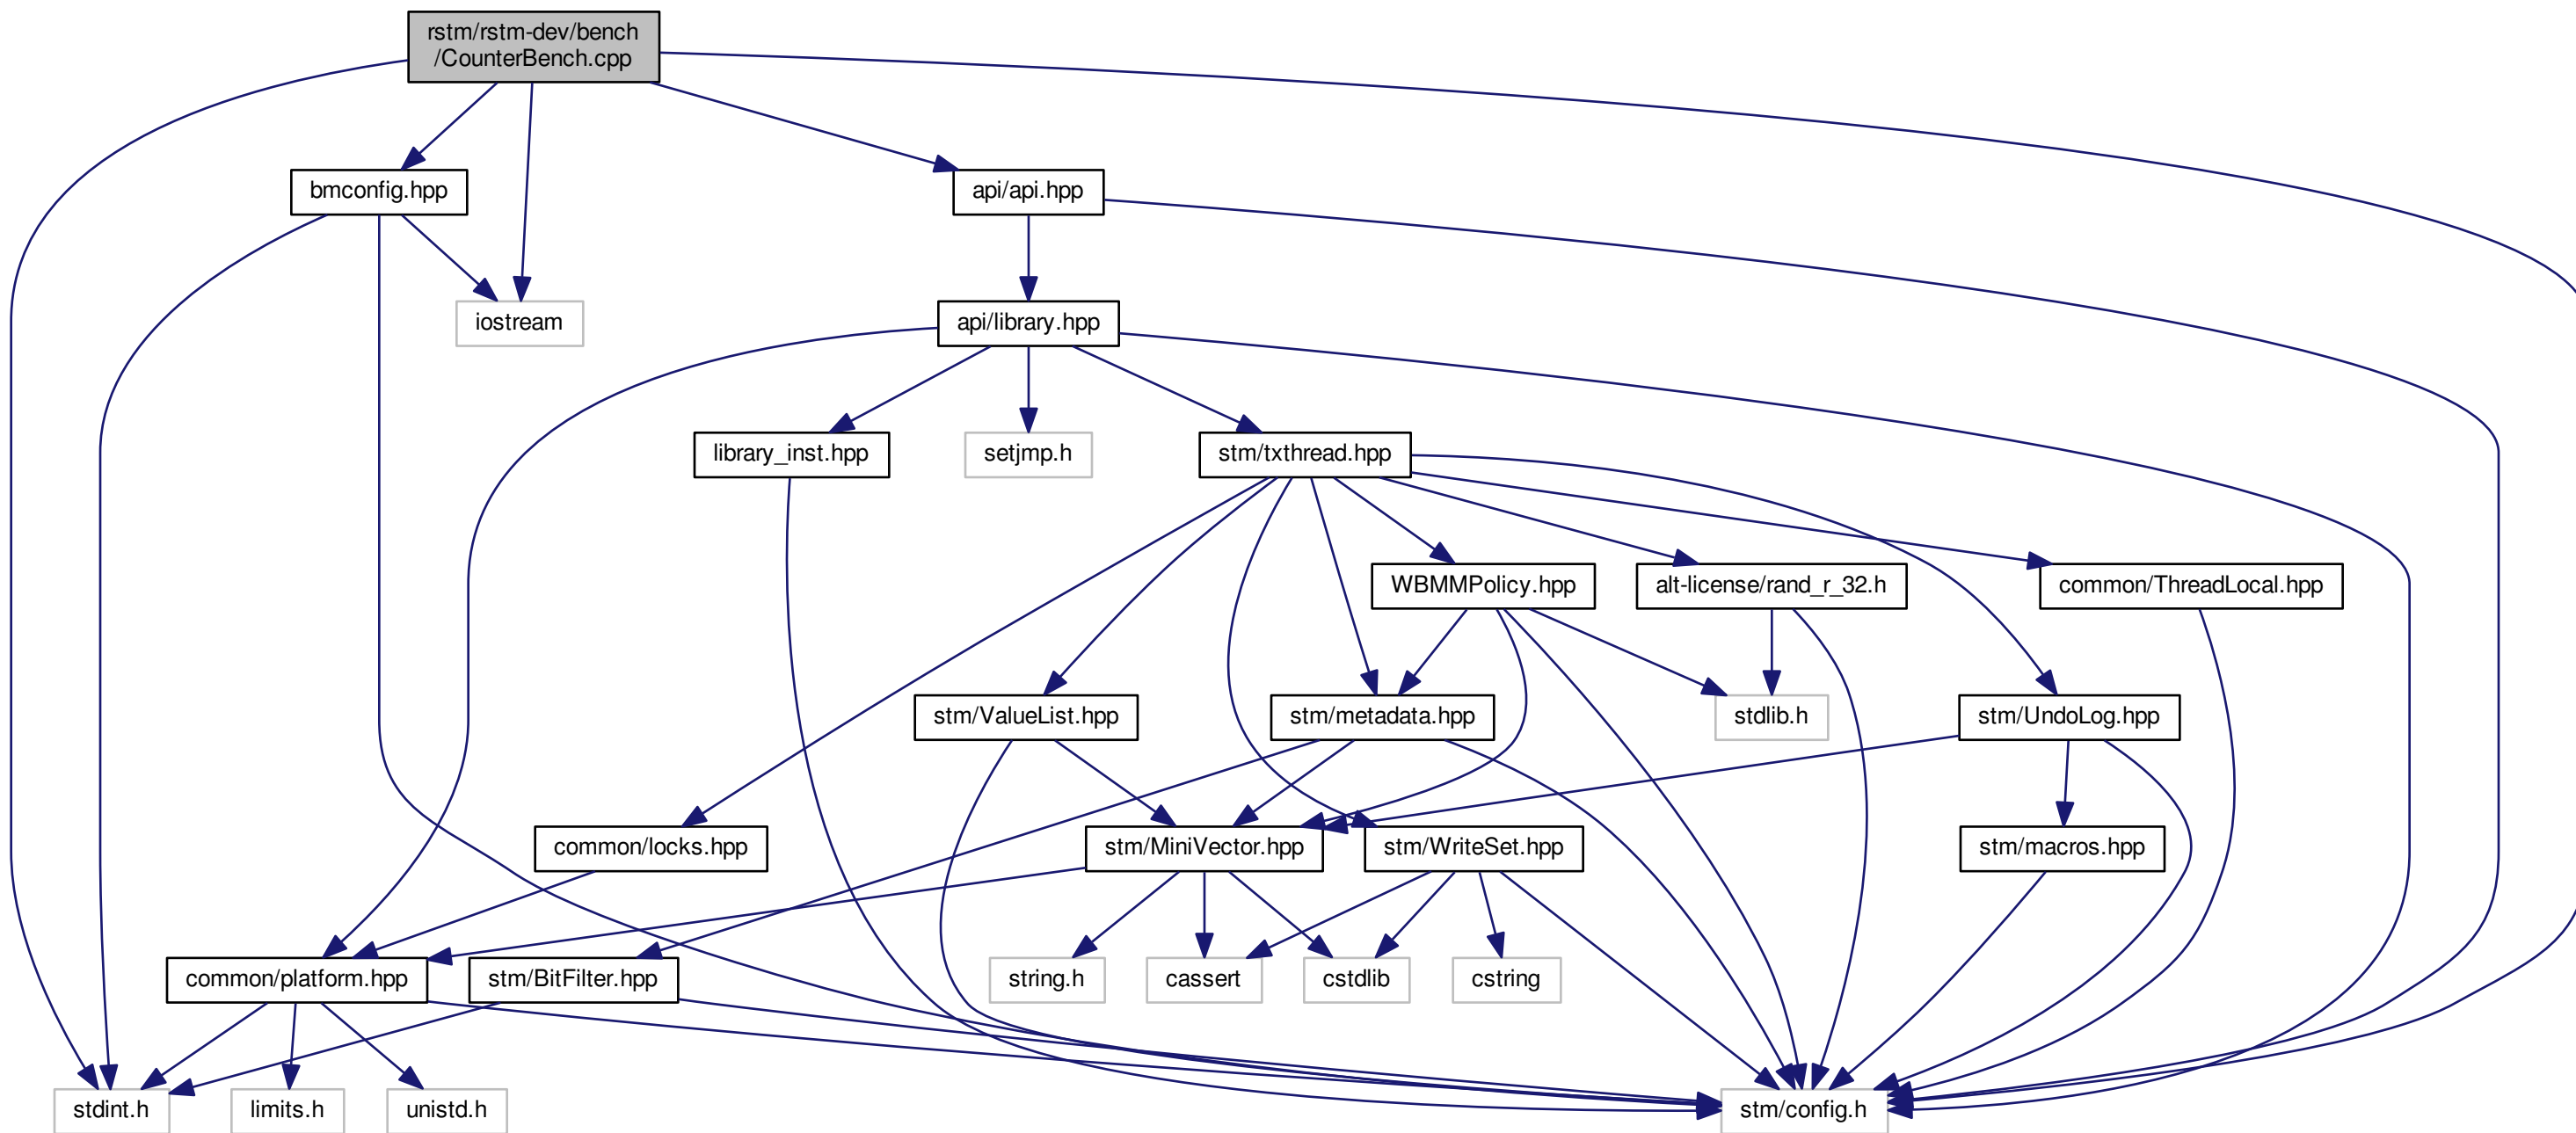 rstm/rstm-dev/bench
/CounterBench.cpp
bmconfig.hpp
api/api.hpp
iostream
api/library.hpp
library_inst.hpp
setjmp.h
stm/txthread.hpp
WBMMPolicy.hpp
alt-license/rand_r_32.h
common/ThreadLocal.hpp
stm/ValueList.hpp
stm/metadata.hpp
stdlib.h
stm/UndoLog.hpp
common/locks.hpp
stm/MiniVector.hpp
stm/WriteSet.hpp
stm/macros.hpp
common/platform.hpp
stm/BitFilter.hpp
string.h
cassert
cstdlib
cstring
stdint.h
limits.h
unistd.h
stm/config.h